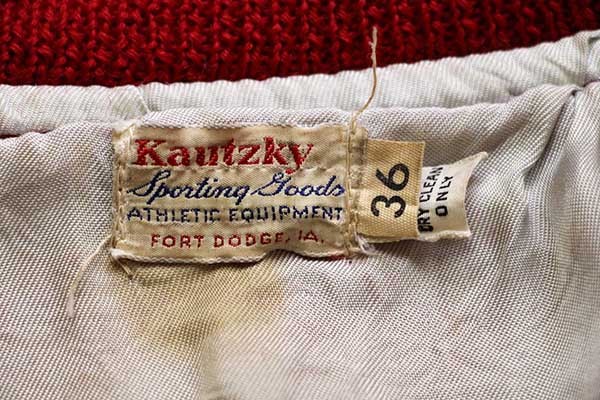 Kautzky
Sporting Goods
ATHLETIC EQUIPMENT
FORT DODGE, IA.
36
DRY CLEAN
ONLY